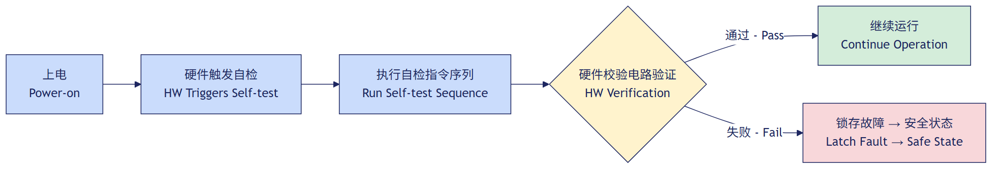 上电
Power-on
硬件触发自检
HW Triggers Self-test
执行自检指令序列
Run Self-test Sequence
硬件校验电路验证
HW Verification
通过 - Pass
继续运行
Continue Operation
失败 - Fail
锁存故障 → 安全状态
Latch Fault → Safe State